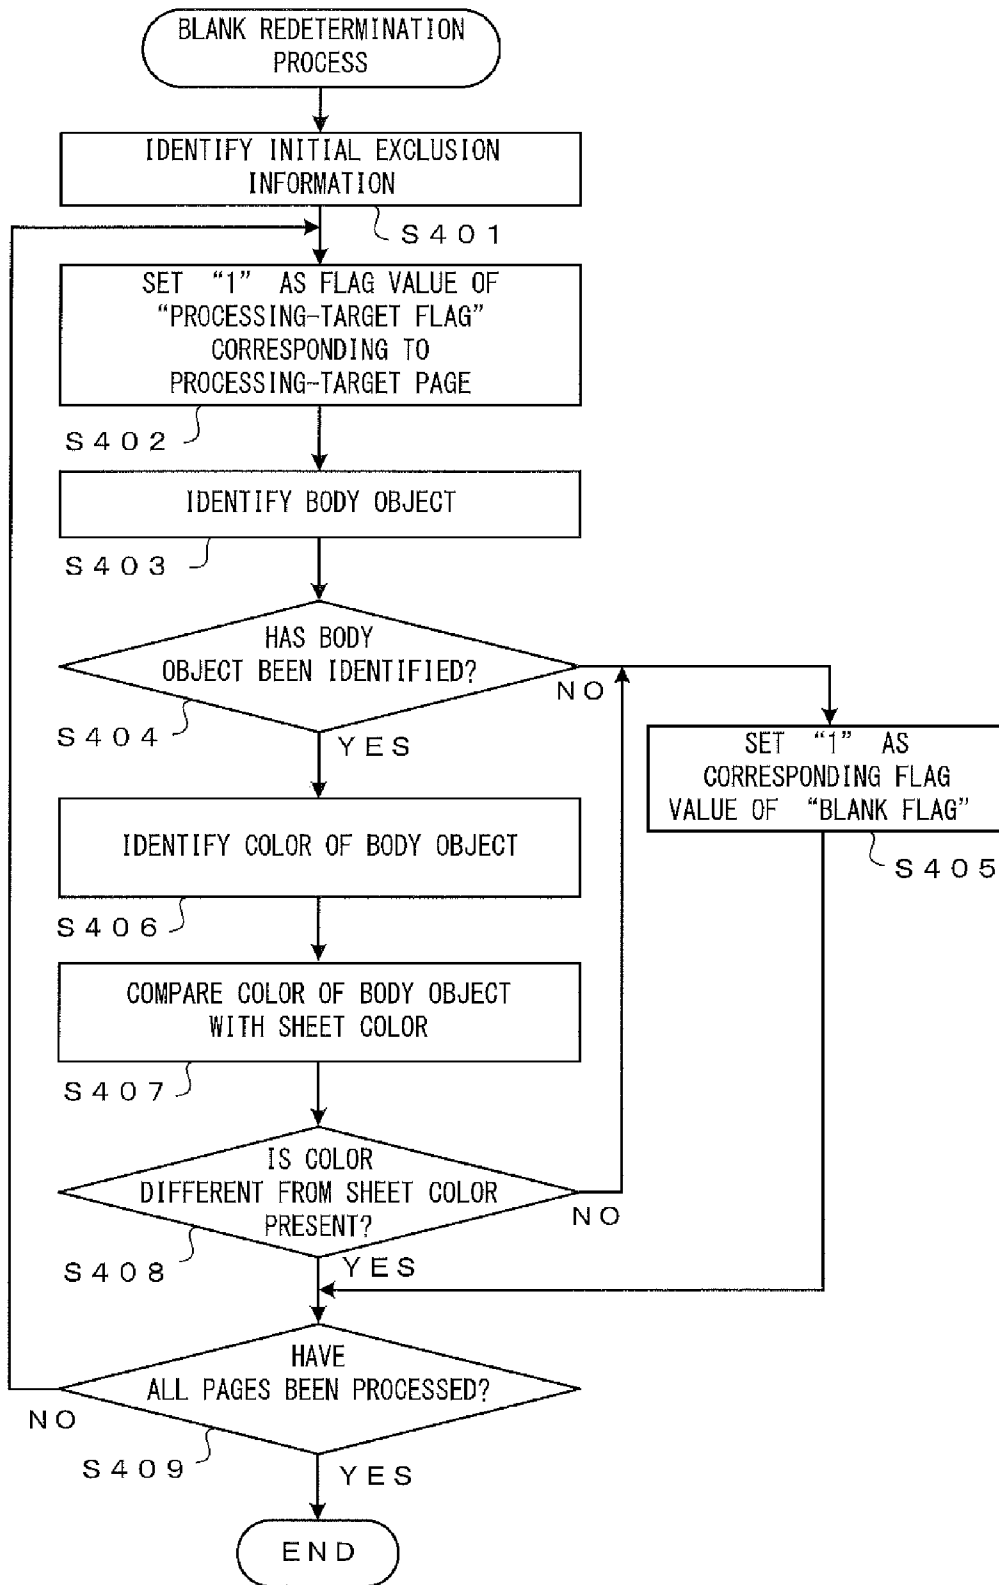 BLANK REDETERMINATION
PROCESS
IDENTIFY INITIAL EXCLUSION
INFORMATION
S401
SET “1” AS FLAG VALUE OF
“PROCESSING-TARGET FLAG”
CORRESPONDING TO
PROCESSING-TARGET PAGE
S402
IDENTIFY BODY OBJECT
S403
HAS BODY
OBJECT BEEN IDENTIFIED?
NO
S404
YES
SET “1” AS
CORRESPONDING FLAG
VALUE OF “BLANK FLAG”
S405
IDENTIFY COLOR OF BODY OBJECT
S406
COMPARE COLOR OF BODY OBJECT
WITH SHEET COLOR
S407
IS COLOR
DIFFERENT FROM SHEET COLOR
PRESENT?
NO
S408
YES
HAVE
ALL PAGES BEEN PROCESSED?
NO
S409
YES
END